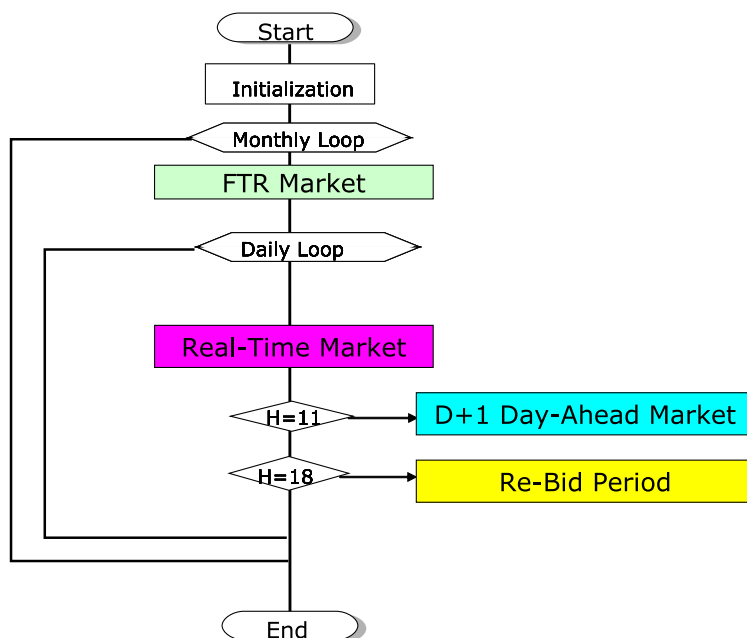 Start
Initialization
Monthly Loop
FTR Market
Daily Loop
Real-Time Market
H=11
D+1 Day-Ahead Market
H=18
Re-Bid Period
End